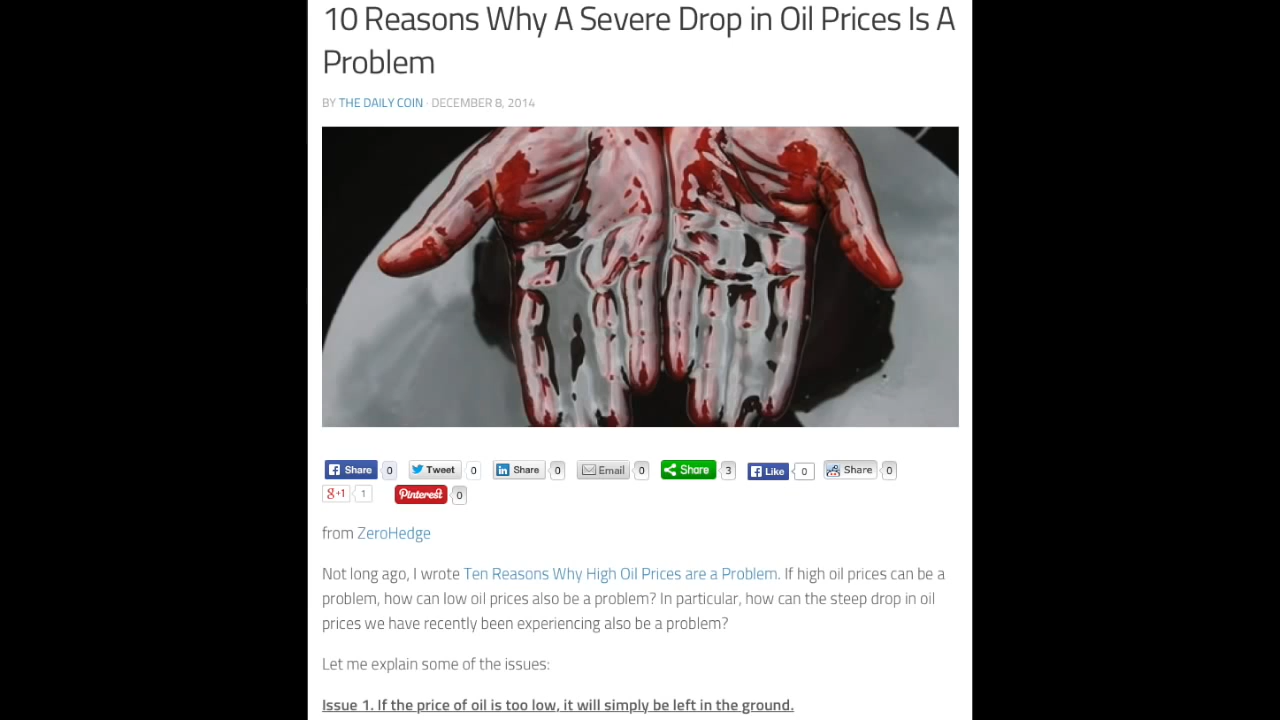 10 Reasons Why A Severe Drop in Oil Prices Is A
Problem
BY THE DAILY COIN · DECEMBER 8, 2014
Share 0 Tweet 0 in Share 0 Email 0 Share 3 Like 0 Share 0
g+1 1 Pinterest 0
from ZeroHedge
Not long ago, I wrote Ten Reasons Why High Oil Prices are a Problem. If high oil prices can be a
problem, how can low oil prices also be a problem? In particular, how can the steep drop in oil
prices we have recently been experiencing also be a problem?
Let me explain some of the issues:
Issue 1. If the price of oil is too low, it will simply be left in the ground.